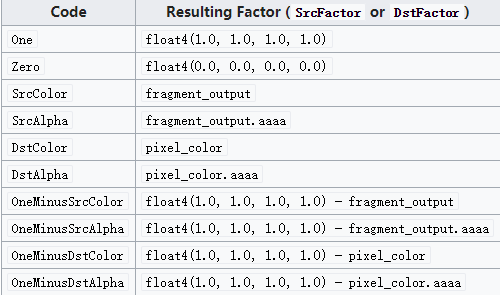 Code Resulting Factor (SrcFactor or DstFactor)
One float4(1.0, 1.0, 1.0, 1.0)
Zero float4(0.0, 0.0, 0.0, 0.0)
SrcColor fragment_output
SrcAlpha fragment_output.aaaa
DstColor pixel_color
DstAlpha pixel_color.aaaa
OneMinusSrcColor float4(1.0, 1.0, 1.0, 1.0) - fragment_output
OneMinusSrcAlpha float4(1.0, 1.0, 1.0, 1.0) - fragment_output.aaaa
OneMinusDstColor float4(1.0, 1.0, 1.0, 1.0) - pixel_color
OneMinusDstAlpha float4(1.0, 1.0, 1.0, 1.0) - pixel_color.aaaa